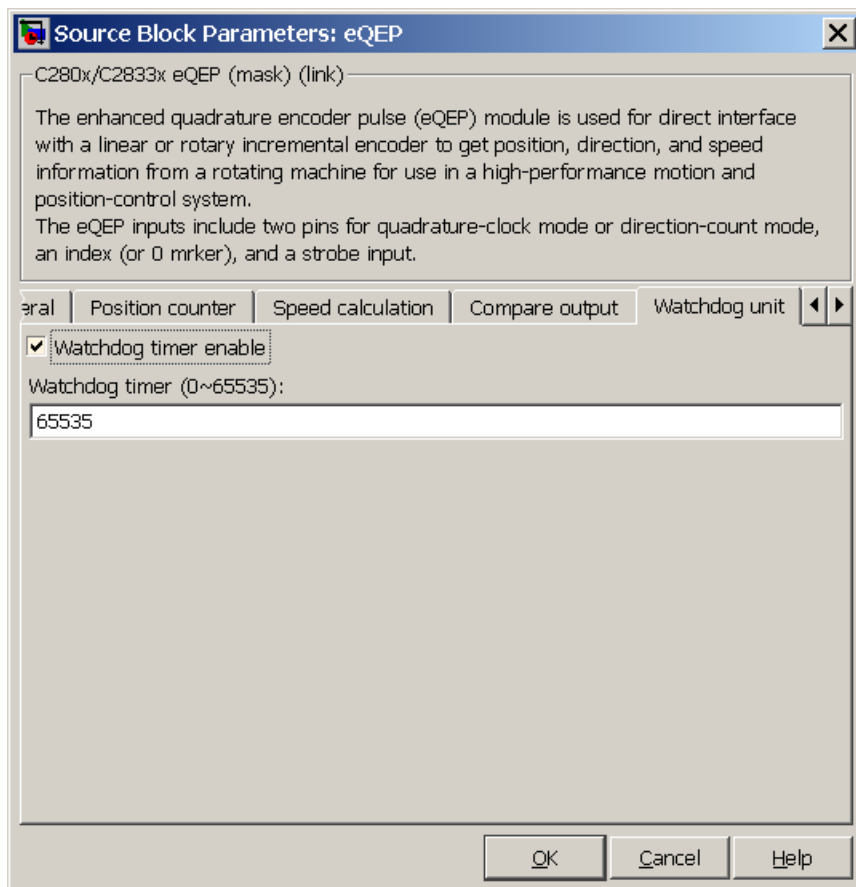 Source Block Parameters: eQEP
C280x/C2833x eQEP (mask) (link)
The enhanced quadrature encoder pulse (eQEP) module is used for direct interface
with a linear or rotary incremental encoder to get position, direction, and speed
information from a rotating machine for use in a high-performance motion and
position-control system.
The eQEP inputs include two pins for quadrature-clock mode or direction-count mode,
an index (or 0 mrker), and a strobe input.
eral Position counter Speed calculation Compare output Watchdog unit
Watchdog timer enable
Watchdog timer (0~65535):
65535
OK Cancel Help